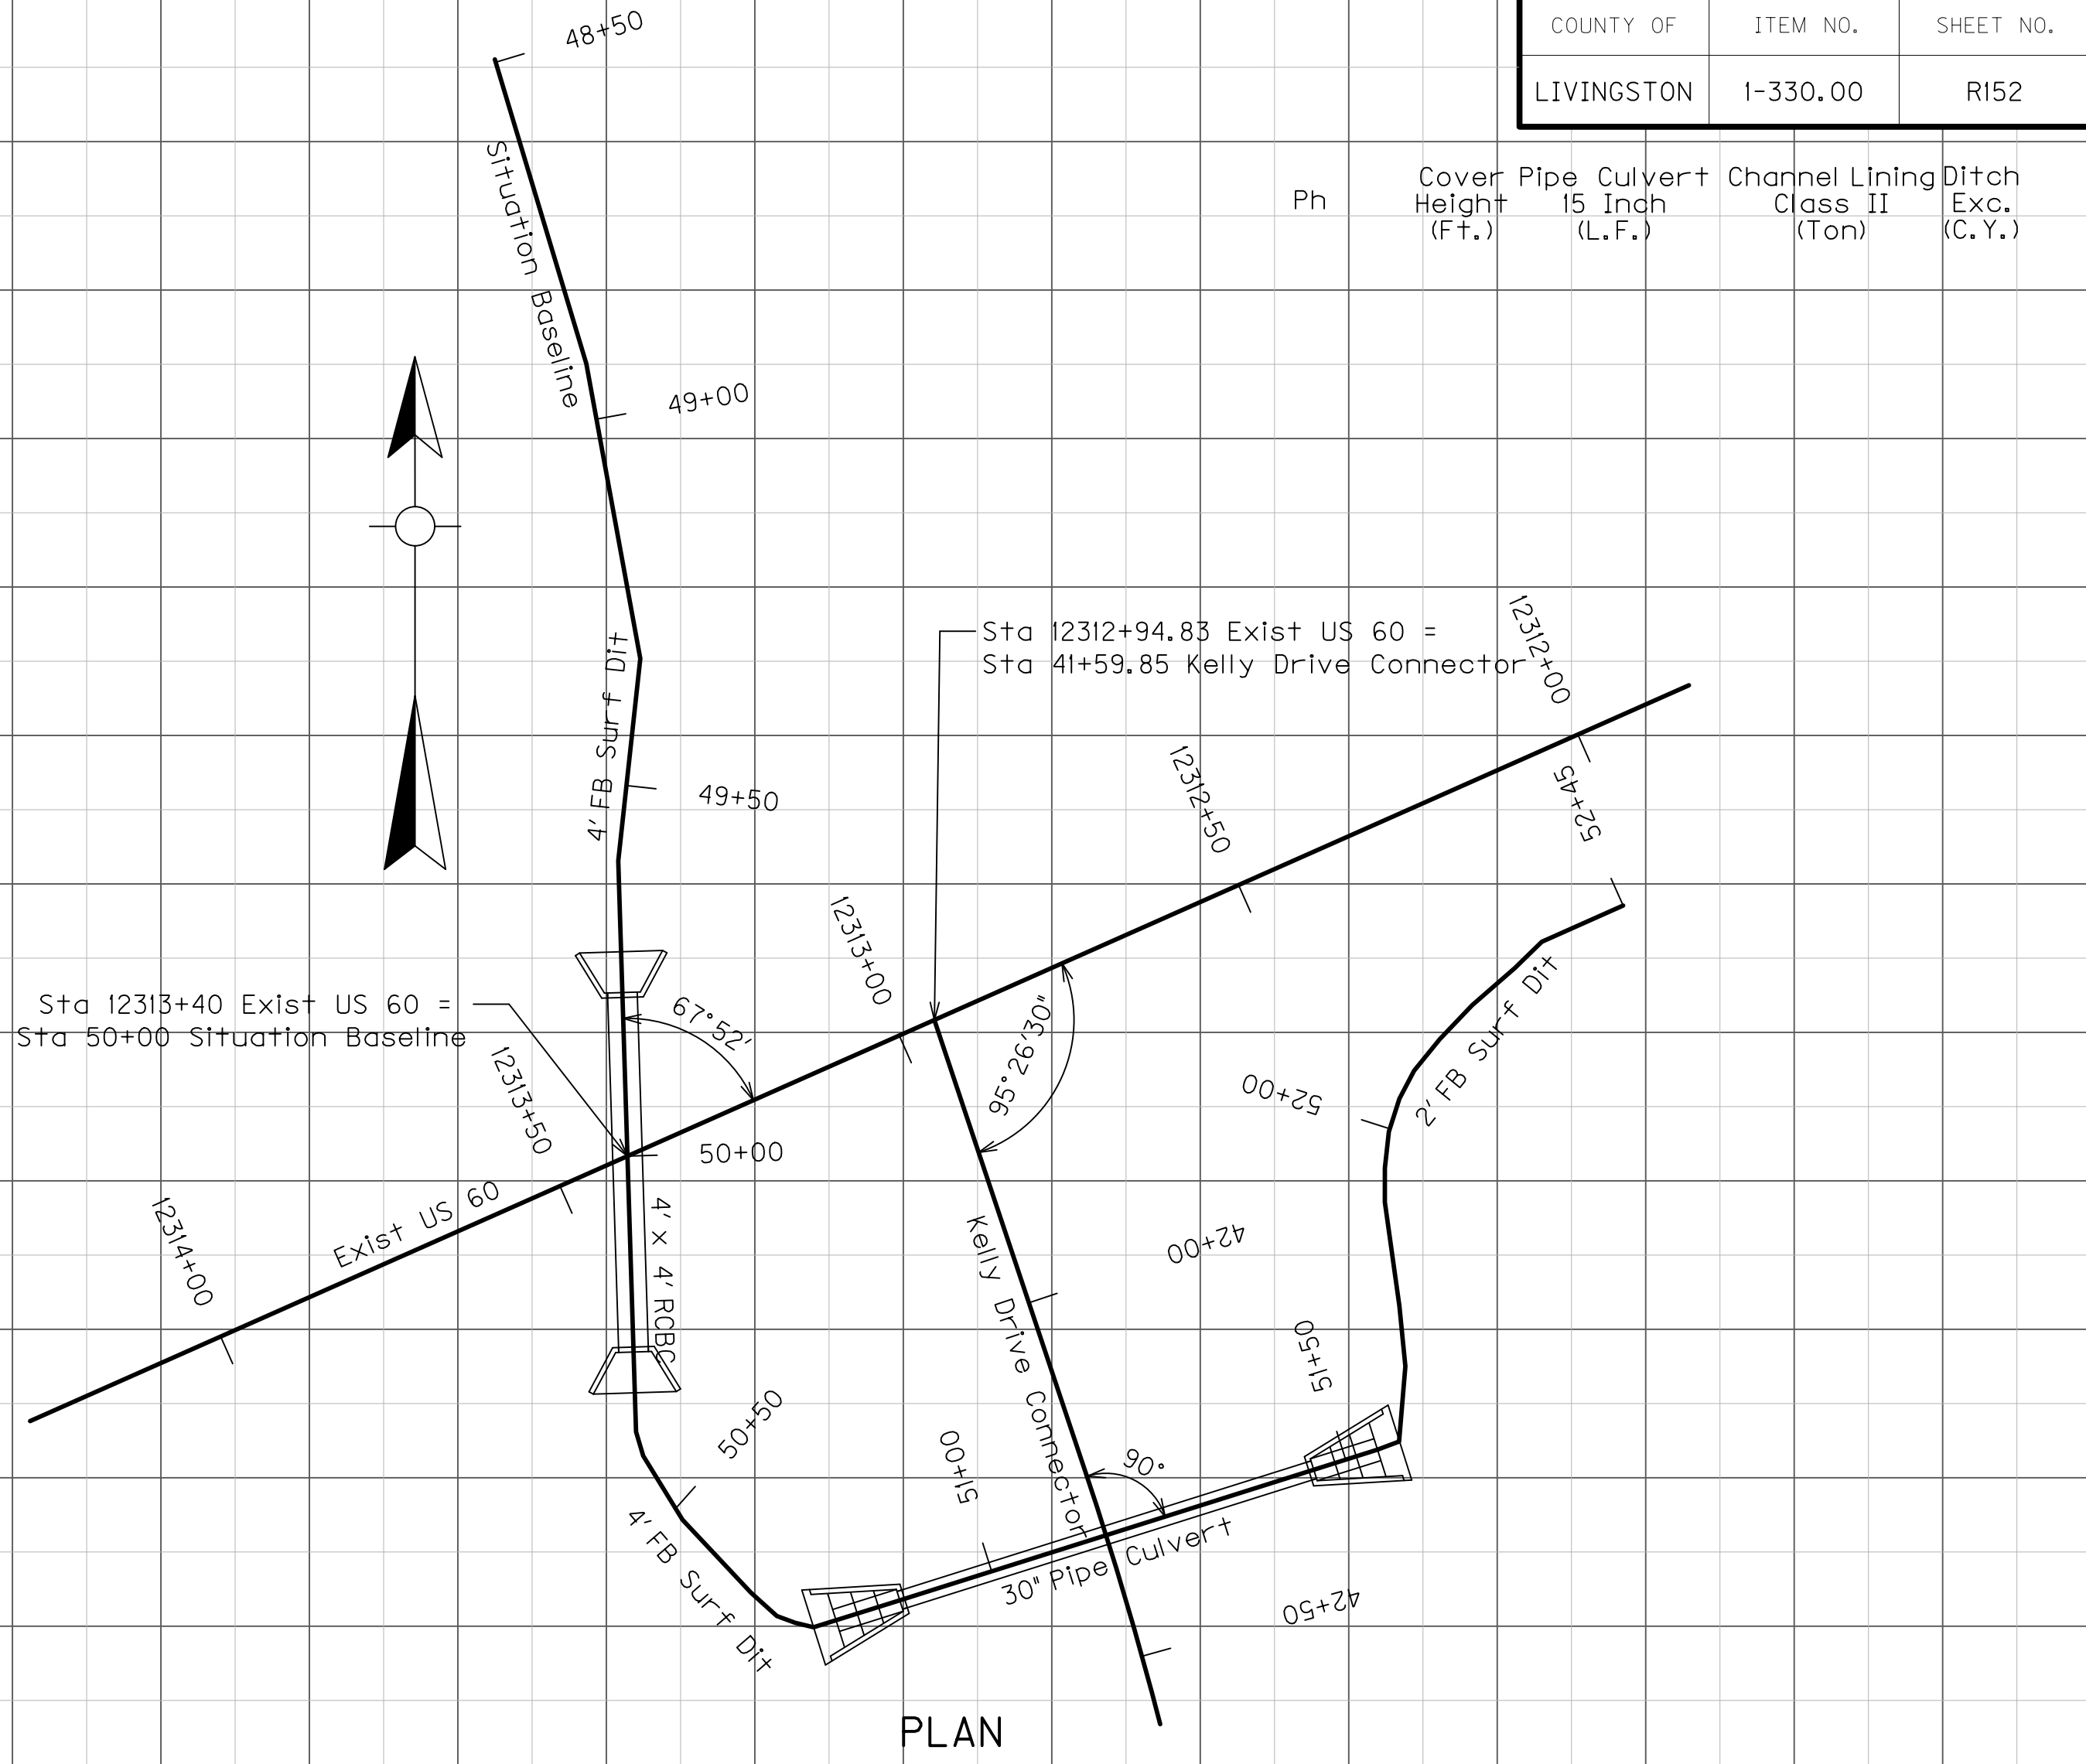 COUNTY OF ITEM NO. SHEET NO.
LIVINGSTON 1-330.00 R152
Ph
Cover Height (Ft.)
Pipe Culvert 15 Inch (L.F.)
Channel Lining Class II (Ton)
Ditch Exc. (C.Y.)
48+50
Situation Baseline
49+00
4' FB Surf Dit
49+50
Sta 12312+94.83 Exist US 60 =
Sta 41+59.85 Kelly Drive Connector
12312+00
12312+50
52+45
12313+00
Sta 12313+40 Exist US 60 =
Sta 50+00 Situation Baseline
67°52'
95°26'30"
2' FB Surf Dit
12313+50
50+00
52+00
12314+00
Exist US 60
4' x 4' RCBC
Kelly Drive Connector
42+00
51+50
50+50
51+00
90°
4' FB Surf Dit
30" Pipe Culvert
42+50
PLAN